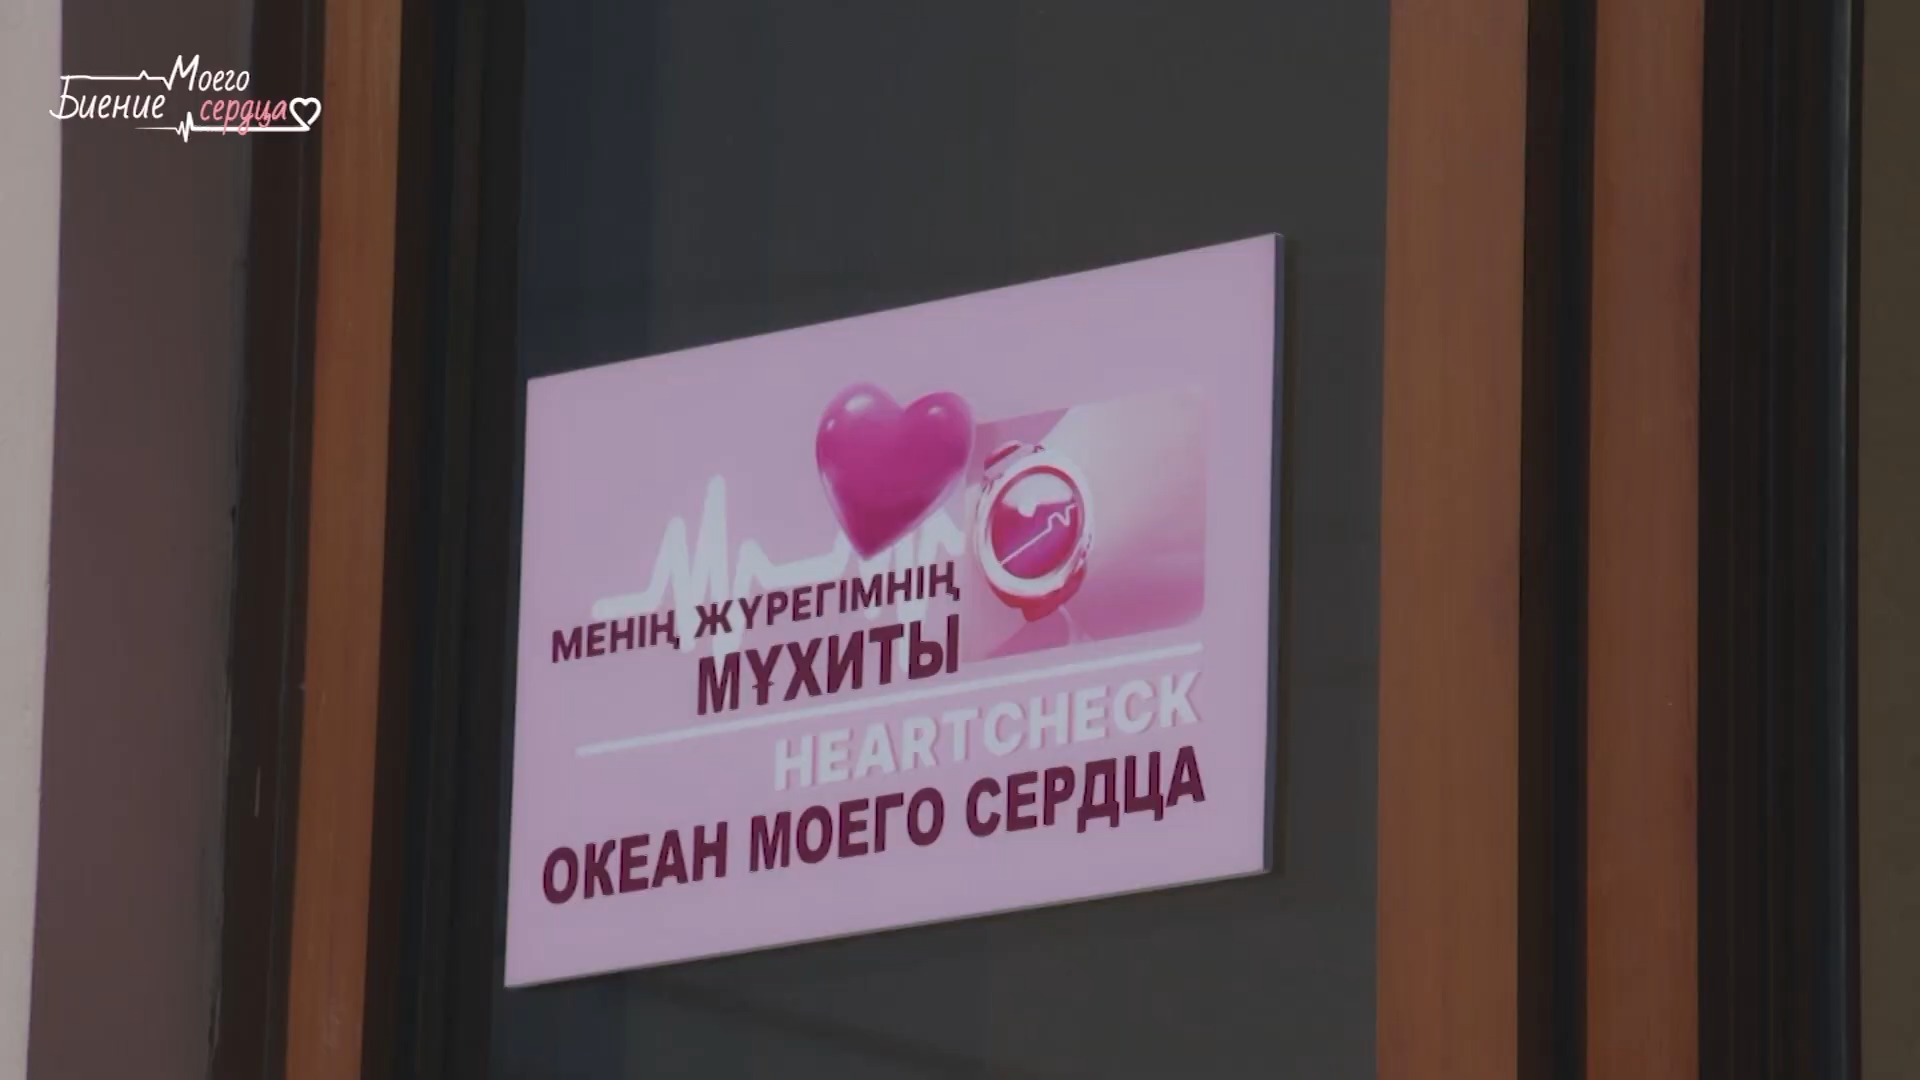 Биение Моего
сердца
МЕНІҢ ЖҮРЕГІМНІҢ
МҰХИТЫ
HEARTCHECK
ОКЕАН МОЕГО СЕРДЦА